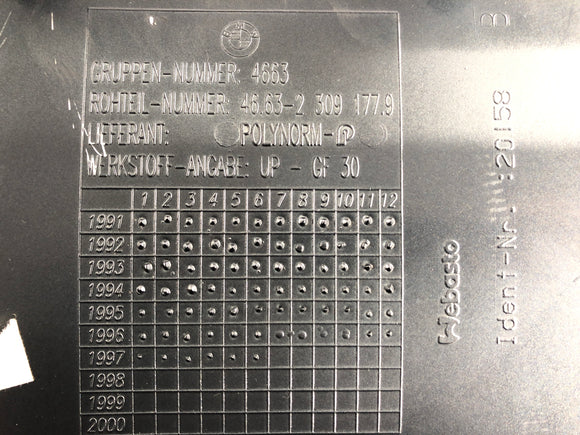 GRUPPEN-NUMMER: 4663
ROHTEIL-NUMMER: 46.63-2 309 177.9
LIEFERANT: POLYNORM-
WERKSTOFF-ANGABE: UP - GF 30
1 2 3 4 5 6 7 8 9 10 11 12
1991
1992
1993
1994
1995
1996
1997
1998
1999
2000
Webasto
Ident-Nr. 120158 B